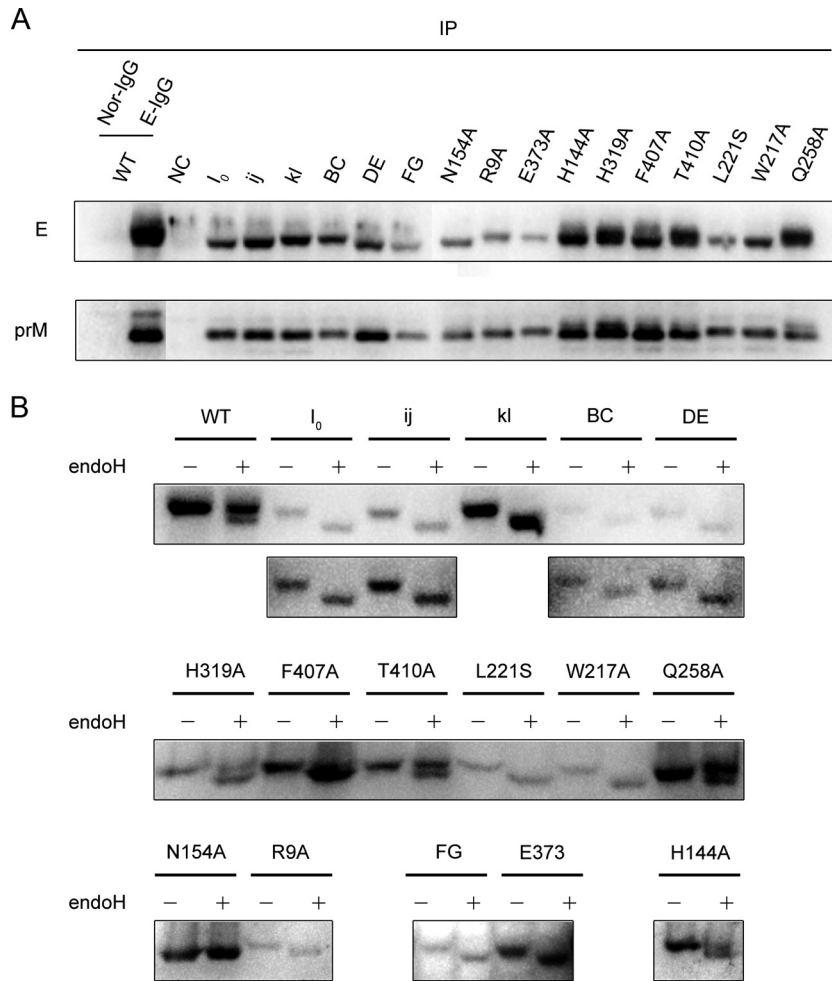 A
IP
Nor-IgG
E-IgG
WT NC I₀ ij kl BC DE FG N154A R9A E373A H144A H319A F407A T410A L221S W217A Q258A
E
prM
B
WT I₀ ij kl BC DE
endoH − + − + − + − + − + − +
H319A F407A T410A L221S W217A Q258A
endoH − + − + − + − + − + − +
N154A R9A FG E373 H144A
endoH − + − + − + − + − +